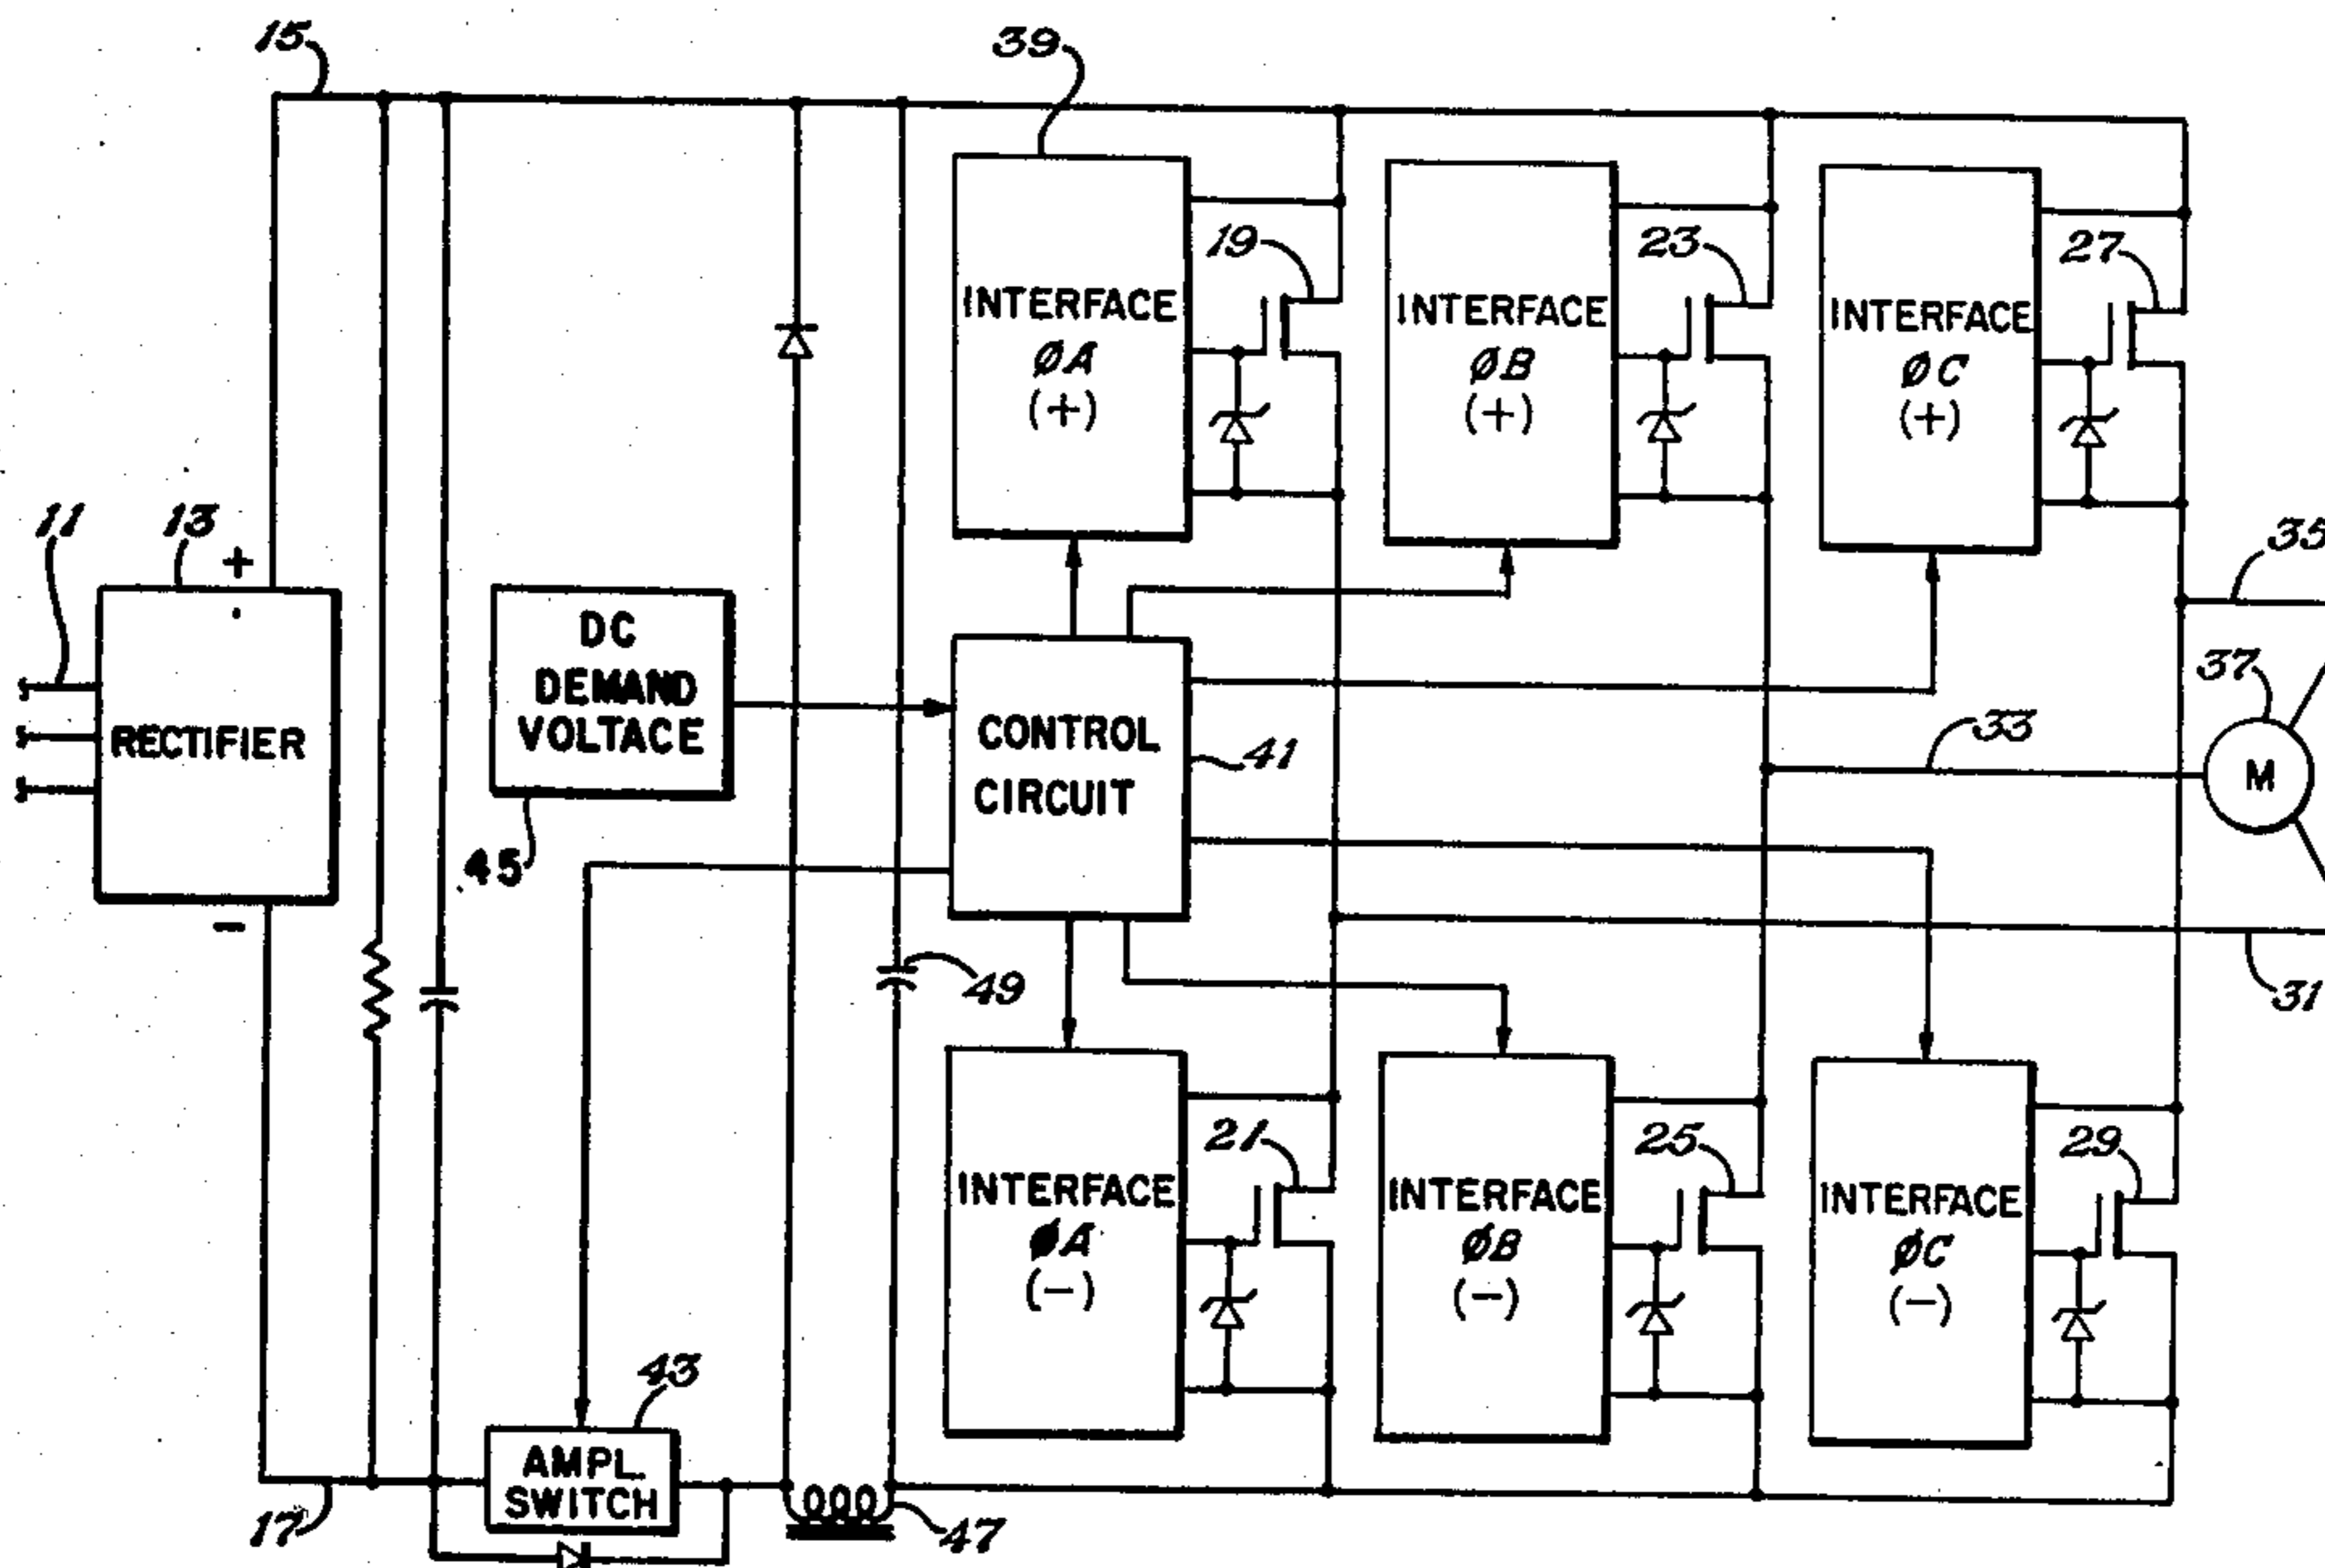 15
39
INTERFACE
ØA
(+)
19
INTERFACE
ØB
(+)
23
INTERFACE
ØC
(+)
27
11
13
+
RECTIFIER
-
DC
DEMAND
VOLTACE
45
CONTROL
CIRCUIT
41
35
37
M
33
31
49
INTERFACE
ØA
(-)
21
INTERFACE
ØB
(-)
25
INTERFACE
ØC
(-)
29
43
AMPL.
SWITCH
17
47